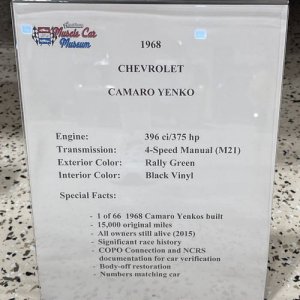 Muscle Car
Museum
1968
CHEVROLET
CAMARO YENKO
Engine: 396 ci/375 hp
Transmission: 4-Speed Manual (M21)
Exterior Color: Rally Green
Interior Color: Black Vinyl
Special Facts:
- 1 of 66 1968 Camaro Yenkos built
- 15,000 original miles
- All owners still alive (2015)
- Significant race history
- COPO Connection and NCRS
documentation for car verification
- Body-off restoration
- Numbers matching car